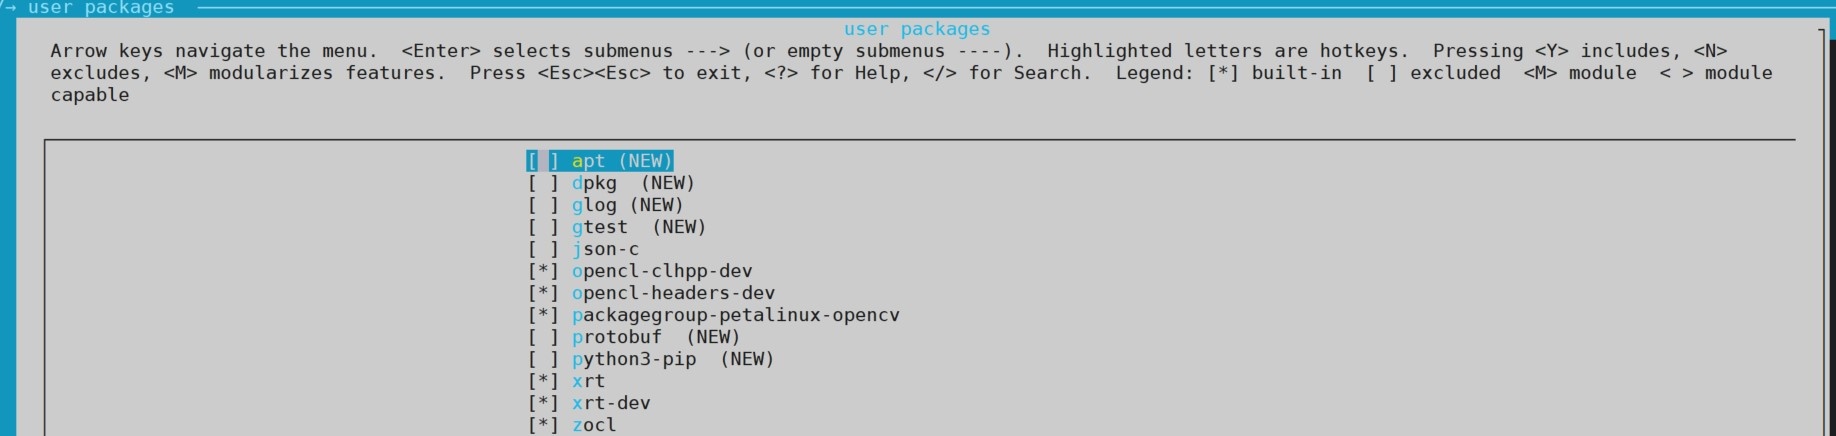 /→ user packages
user packages
Arrow keys navigate the menu.  <Enter> selects submenus ---> (or empty submenus ----).  Highlighted letters are hotkeys.  Pressing <Y> includes, <N>
excludes, <M> modularizes features.  Press <Esc><Esc> to exit, <?> for Help, </> for Search.  Legend: [*] built-in  [ ] excluded  <M> module  < > module
capable
[ ] apt (NEW)
[ ] dpkg  (NEW)
[ ] glog (NEW)
[ ] gtest  (NEW)
[ ] json-c
[*] opencl-clhpp-dev
[*] opencl-headers-dev
[*] packagegroup-petalinux-opencv
[ ] protobuf  (NEW)
[ ] python3-pip  (NEW)
[*] xrt
[*] xrt-dev
[*] zocl